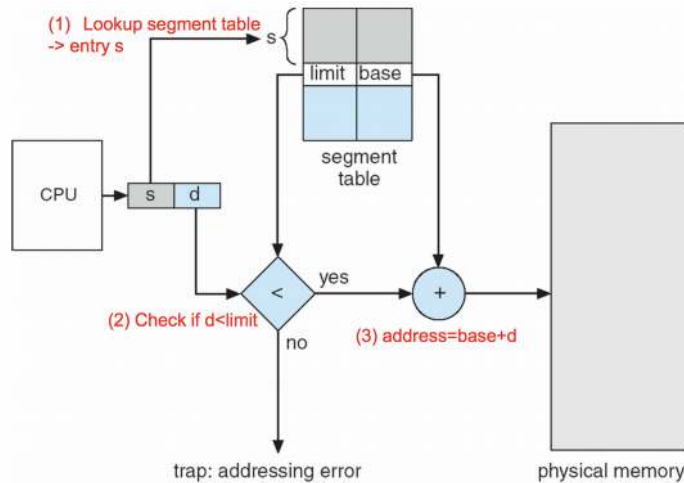 (1) Lookup segment table
-> entry s
s
limit base
segment
table
CPU
s d
<
yes
+
(2) Check if d<limit
no
(3) address=base+d
trap: addressing error
physical memory